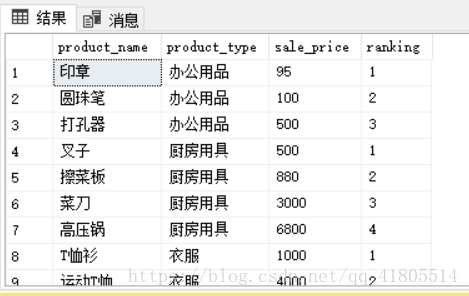 结果 消息
product_name product_type sale_price ranking
1 印章 办公用品 95 1
2 圆珠笔 办公用品 100 2
3 打孔器 办公用品 500 3
4 叉子 厨房用具 500 1
5 擦菜板 厨房用具 880 2
6 菜刀 厨房用具 3000 3
7 高压锅 厨房用具 6800 4
8 T恤衫 衣服 1000 1
9 运动T恤 衣服 4000 2
https://blog.csdn.net/qq_41805514